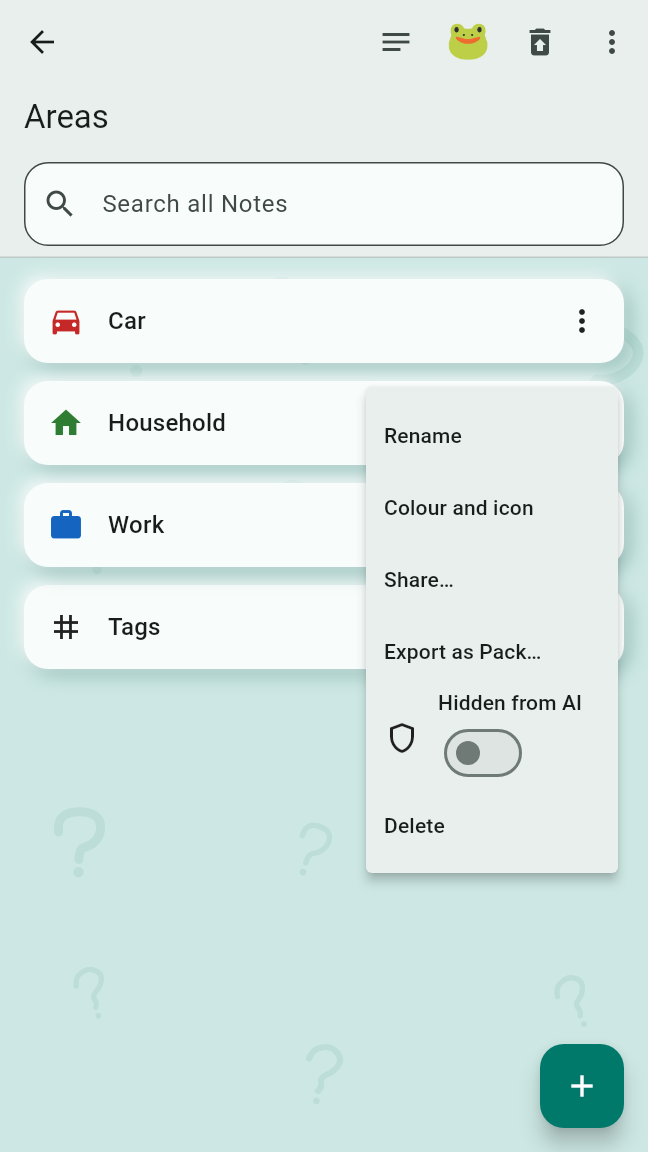 Areas
Search all Notes
Car
Household
Work
Tags
Rename
Colour and icon
Share…
Export as Pack…
Hidden from AI
Delete